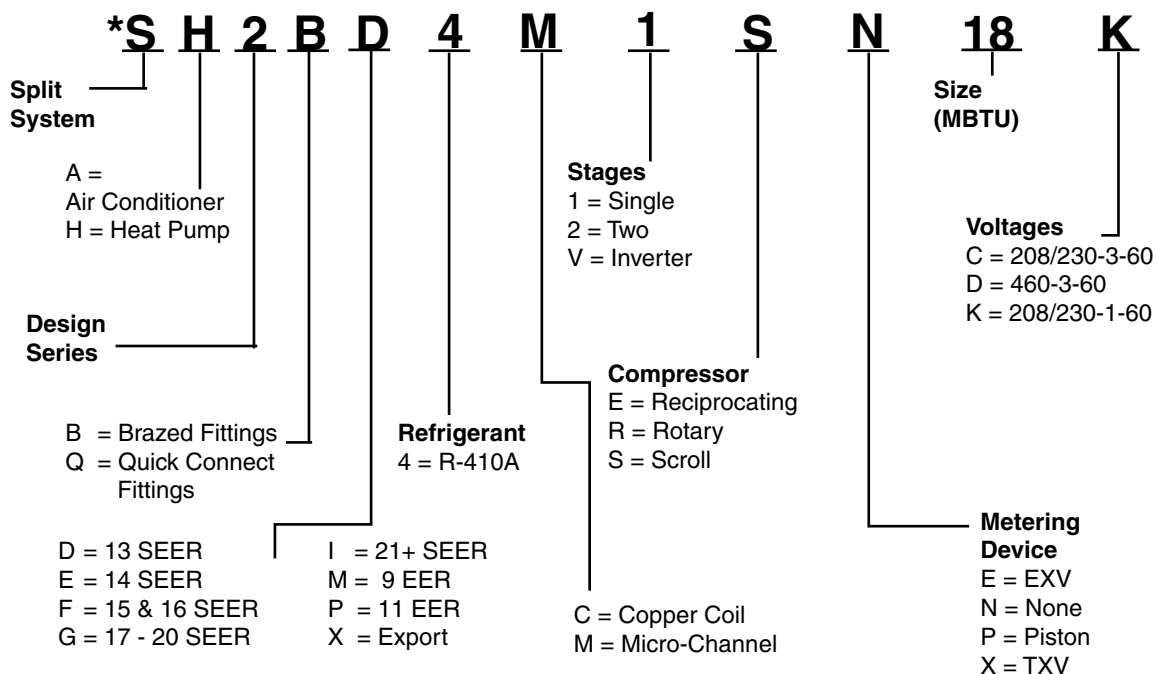 *S H 2 B D 4 M 1 S N 18 K
Split
System
Size
(MBTU)
A =
Air Conditioner
H = Heat Pump
Stages
1 = Single
2 = Two
V = Inverter
Voltages
C = 208/230-3-60
D = 460-3-60
K = 208/230-1-60
Design
Series
Compressor
E = Reciprocating
R = Rotary
S = Scroll
B = Brazed Fittings
Q = Quick Connect
Fittings
Refrigerant
4 = R-410A
D = 13 SEER
E = 14 SEER
F = 15 & 16 SEER
G = 17 - 20 SEER
I = 21+ SEER
M = 9 EER
P = 11 EER
X = Export
C = Copper Coil
M = Micro-Channel
Metering
Device
E = EXV
N = None
P = Piston
X = TXV